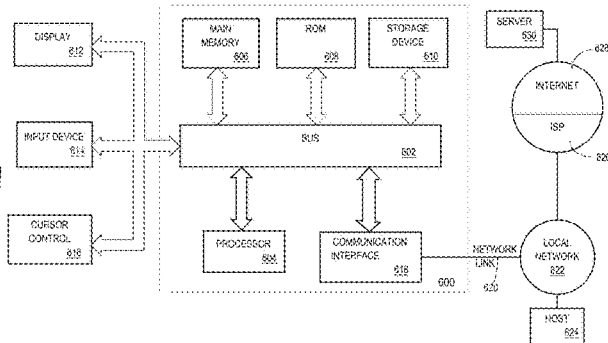 DISPLAY
612
MAIN
MEMORY
606
ROM
608
STORAGE
DEVICE
610
SERVER
630
628
INTERNET
ISP
626
INPUT DEVICE
614
BUS
602
CURSOR
CONTROL
616
PROCESSOR
604
COMMUNICATION
INTERFACE
618
600
NETWORK
LINK
620
LOCAL
NETWORK
622
HOST
624